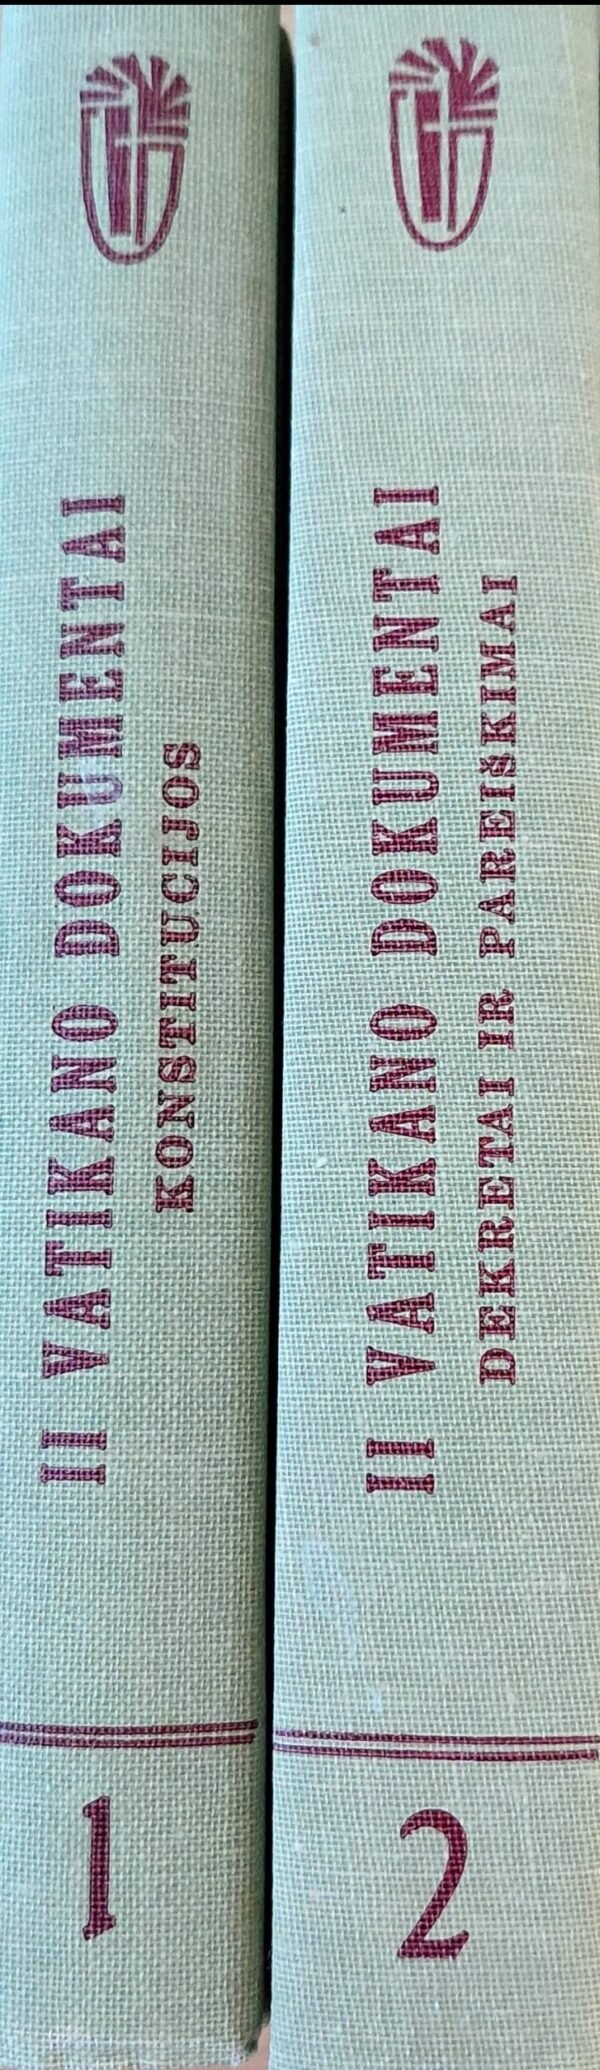 II VATIKANO DOKUMENTAI
KONSTITUCIJOS
1
II VATIKANO DOKUMENTAI
DEKRETAI IR PAREIŠKIMAI
2